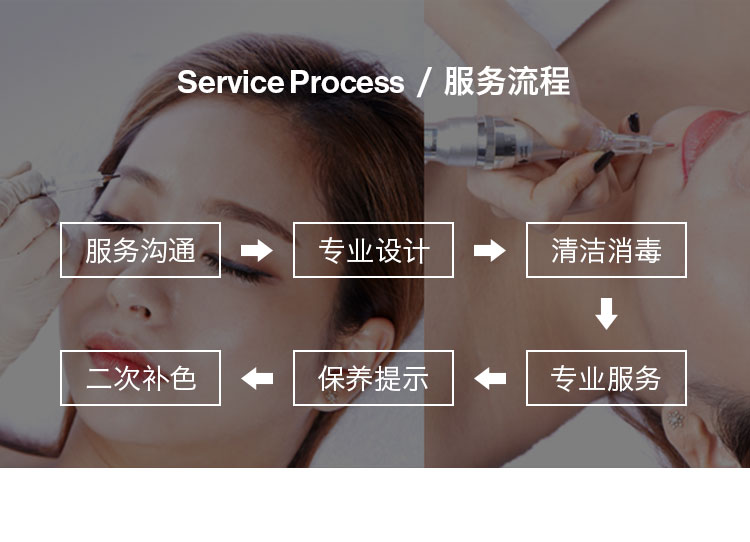 Service Process / 服务流程
服务沟通
专业设计
清洁消毒
专业服务
保养提示
二次补色